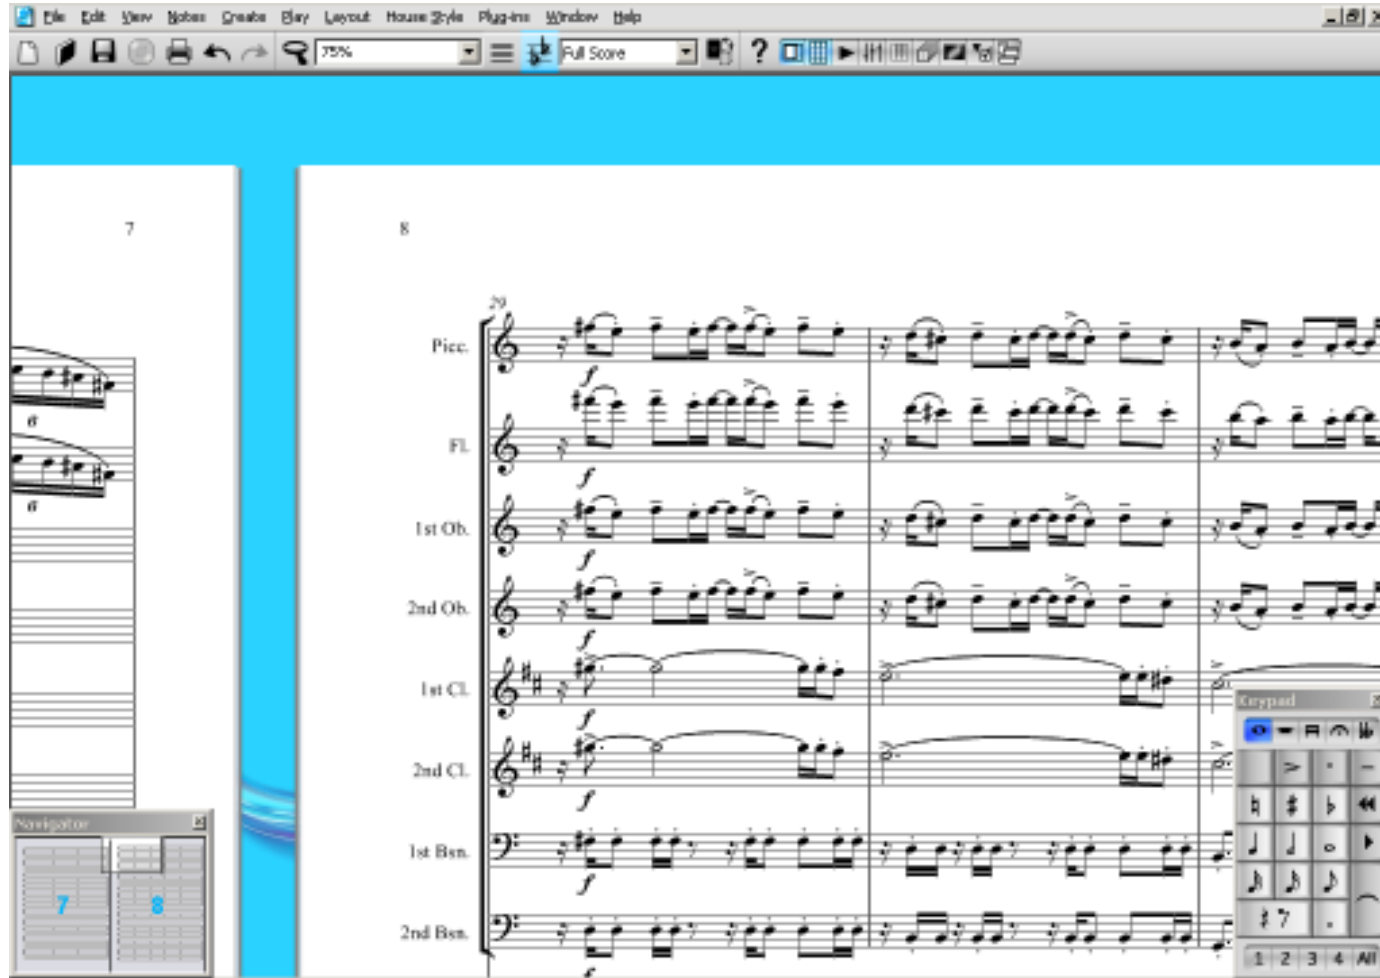 File Edit View Notes Create Play Layout House Style Plug-ins Window Help
75% Full Score
7 8
29
Picc.
f
Fl.
6
f
1st Ob.
6
f
2nd Ob.
f
1st Cl.
f
Keypad
2nd Cl.
f
Navigator
1st Bsn.
f
7 8
2nd Bsn.
f
1 2 3 4 All